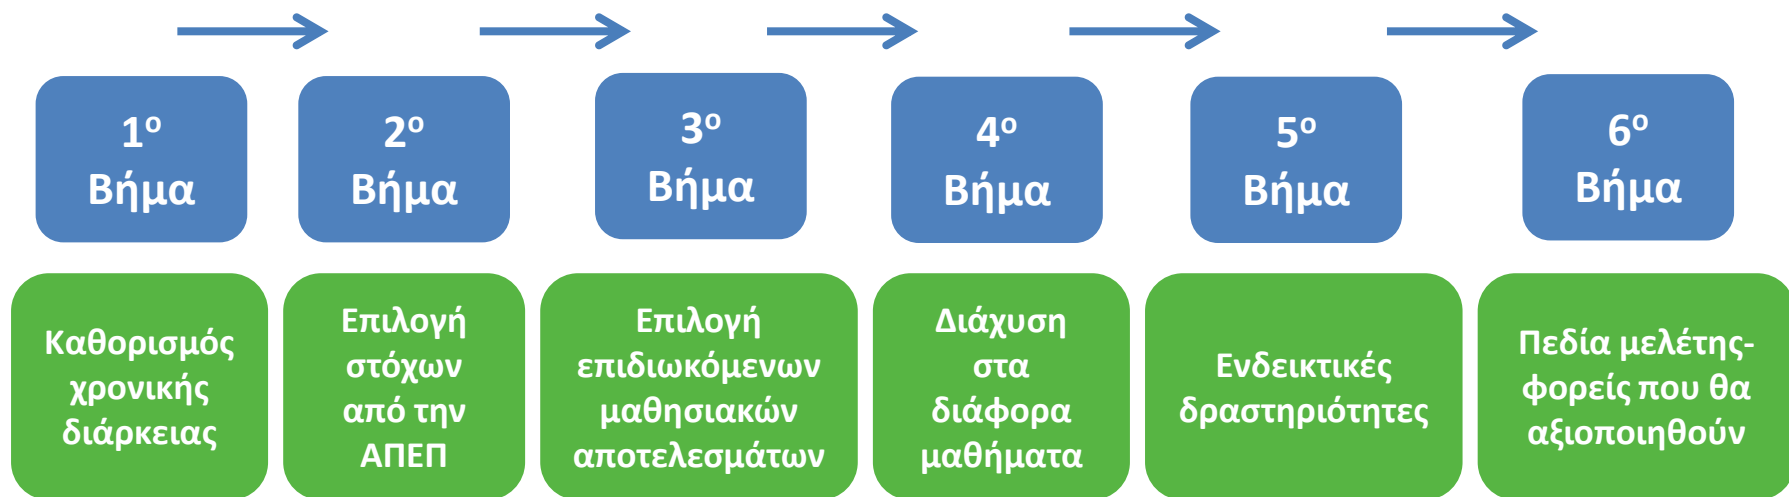 1ο
Βήμα
2ο
Βήμα
3ο
Βήμα
4ο
Βήμα
5ο
Βήμα
6ο
Βήμα
Καθορισμός
χρονικής
διάρκειας
Επιλογή
στόχων
από την
ΑΠΕΠ
Επιλογή
επιδιωκόμενων
μαθησιακών
αποτελεσμάτων
Διάχυση
στα
διάφορα
μαθήματα
Ενδεικτικές
δραστηριότητες
Πεδία μελέτης-
φορείς που θα
αξιοποιηθούν